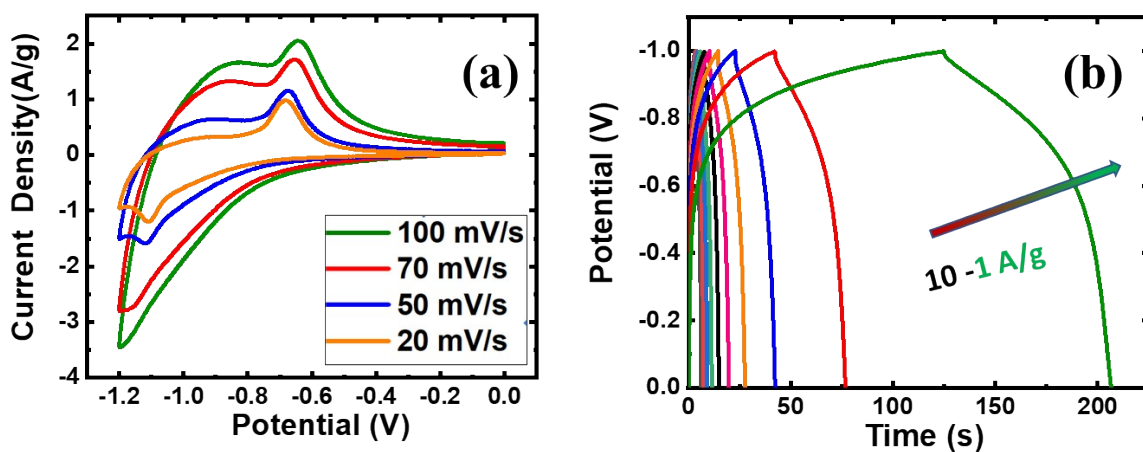 (a)
Current Density(A/g)
2
1
0
-1
-2
-3
-4
-1.2 -1.0 -0.8 -0.6 -0.4 -0.2 0.0
Potential (V)
100 mV/s
70 mV/s
50 mV/s
20 mV/s
(b)
Potential (V)
-1.0
-0.8
-0.6
-0.4
-0.2
0.0
0 50 100 150 200
Time (s)
10 -1 A/g